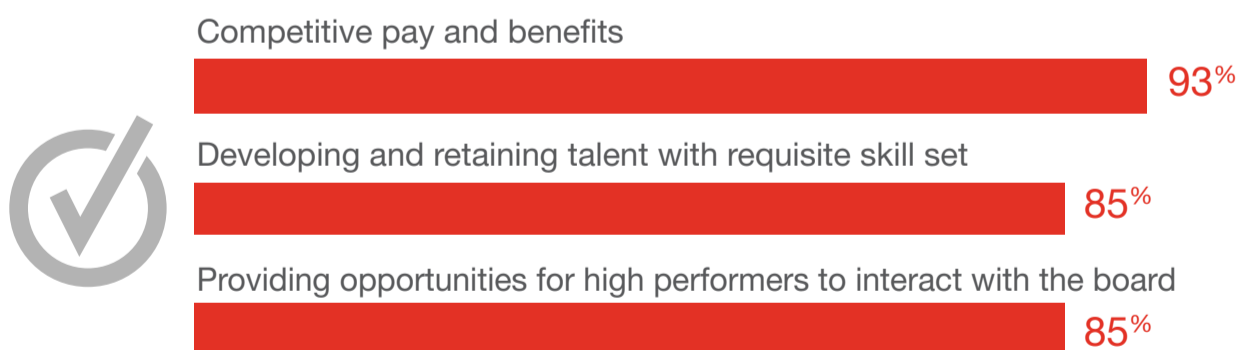 Competitive pay and benefits
93%
Developing and retaining talent with requisite skill set
85%
Providing opportunities for high performers to interact with the board
85%